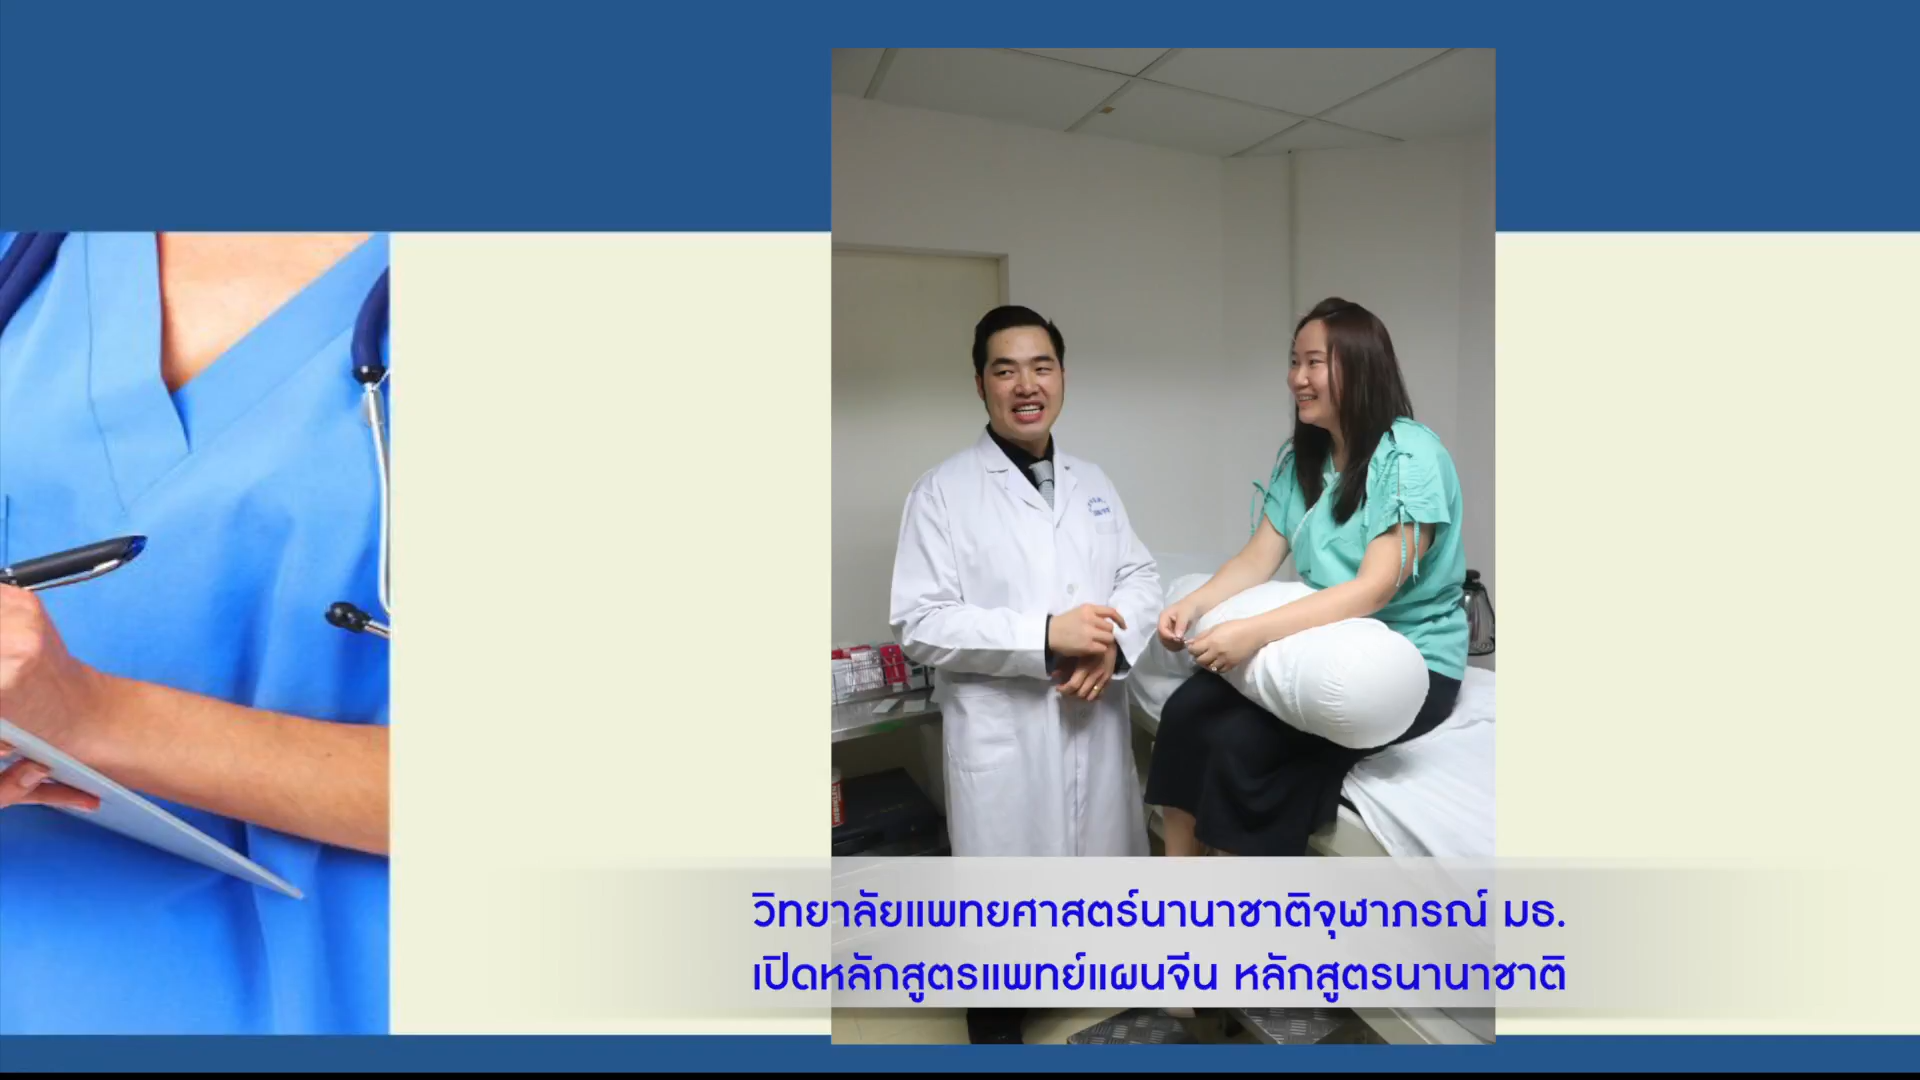 วิทยาลัยแพทยศาสตร์นานาชาติจุฬาภรณ์ มธ.
เปิดหลักสูตรแพทย์แผนจีน หลักสูตรนานาชาติ